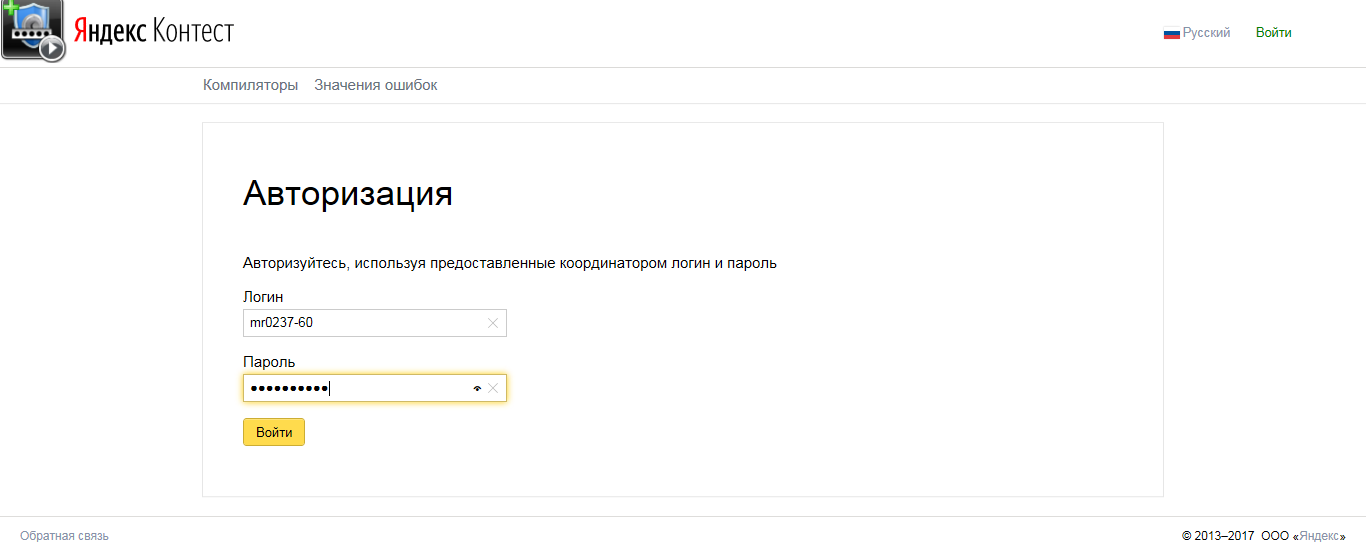 Яндекс Контест
Русский Войти
Компиляторы Значения ошибок
Авторизация
Авторизуйтесь, используя предоставленные координатором логин и пароль
Логин
mr0237-60
Пароль
••••••••••
Войти
Обратная связь © 2013–2017 ООО «Яндекс»